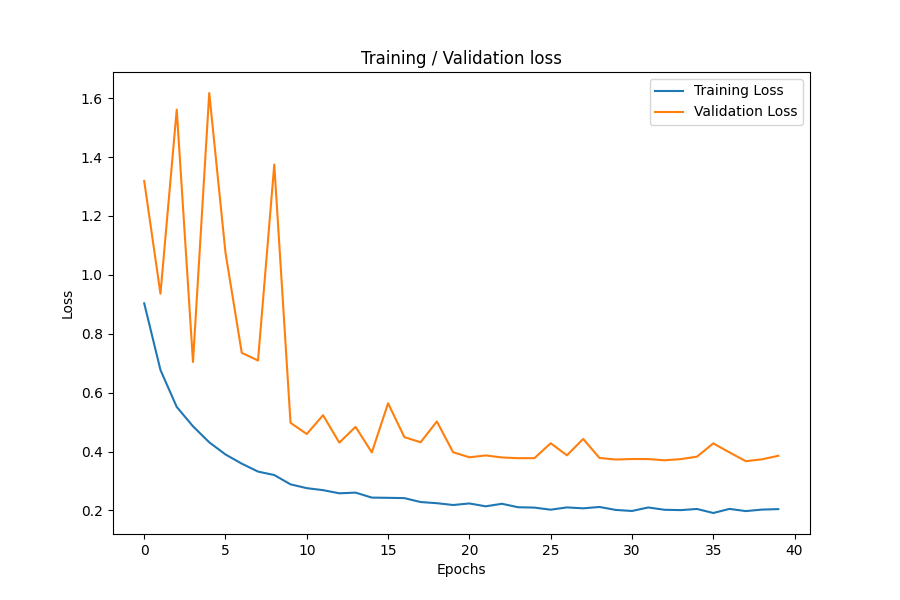 Training / Validation loss
Training Loss
Validation Loss
1.6
1.4
1.2
1.0
0.8
0.6
0.4
0.2
Loss
0 5 10 15 20 25 30 35 40
Epochs